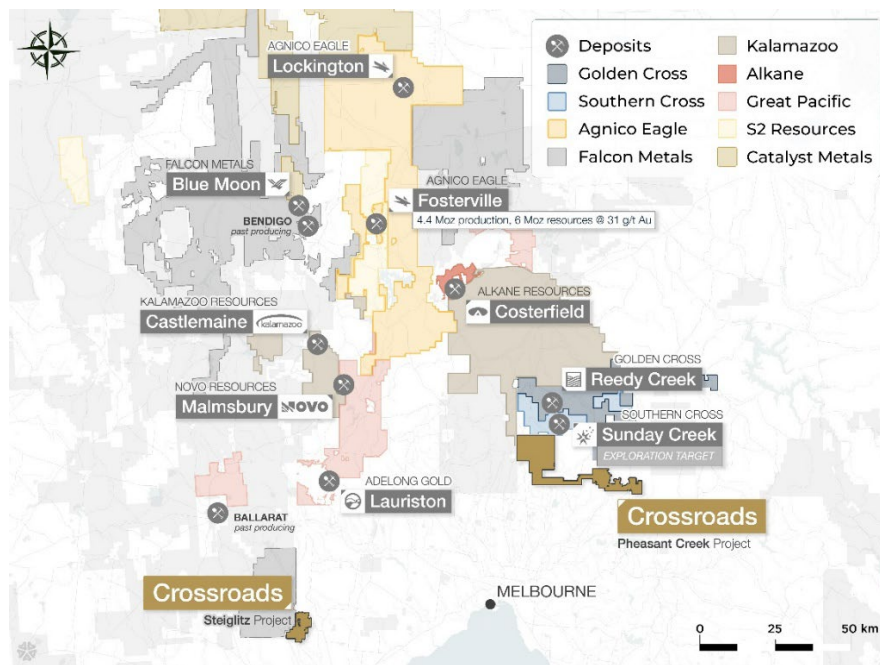 AGNICO EAGLE
Lockington
Deposits
Golden Cross
Southern Cross
Agnico Eagle
Falcon Metals
Kalamazoo
Alkane
Great Pacific
S2 Resources
Catalyst Metals
FALCON METALS
Blue Moon
BENDIGO
past producing
AGNICO EAGLE
Fosterville
4.4 Moz production, 6 Moz resources @ 31 g/t Au
KALAMAZOO RESOURCES
Castlemaine
kalamazoo
ALKANE RESOURCES
Costerfield
NOVO RESOURCES
Malmsbury
NOVO
GOLDEN CROSS
Reedy Creek
SOUTHERN CROSS
Sunday Creek
EXPLORATION TARGET
ADELONG GOLD
Lauriston
BALLARAT
past producing
Crossroads
Pheasant Creek Project
Crossroads
Steiglitz Project
MELBOURNE
0 25 50 km